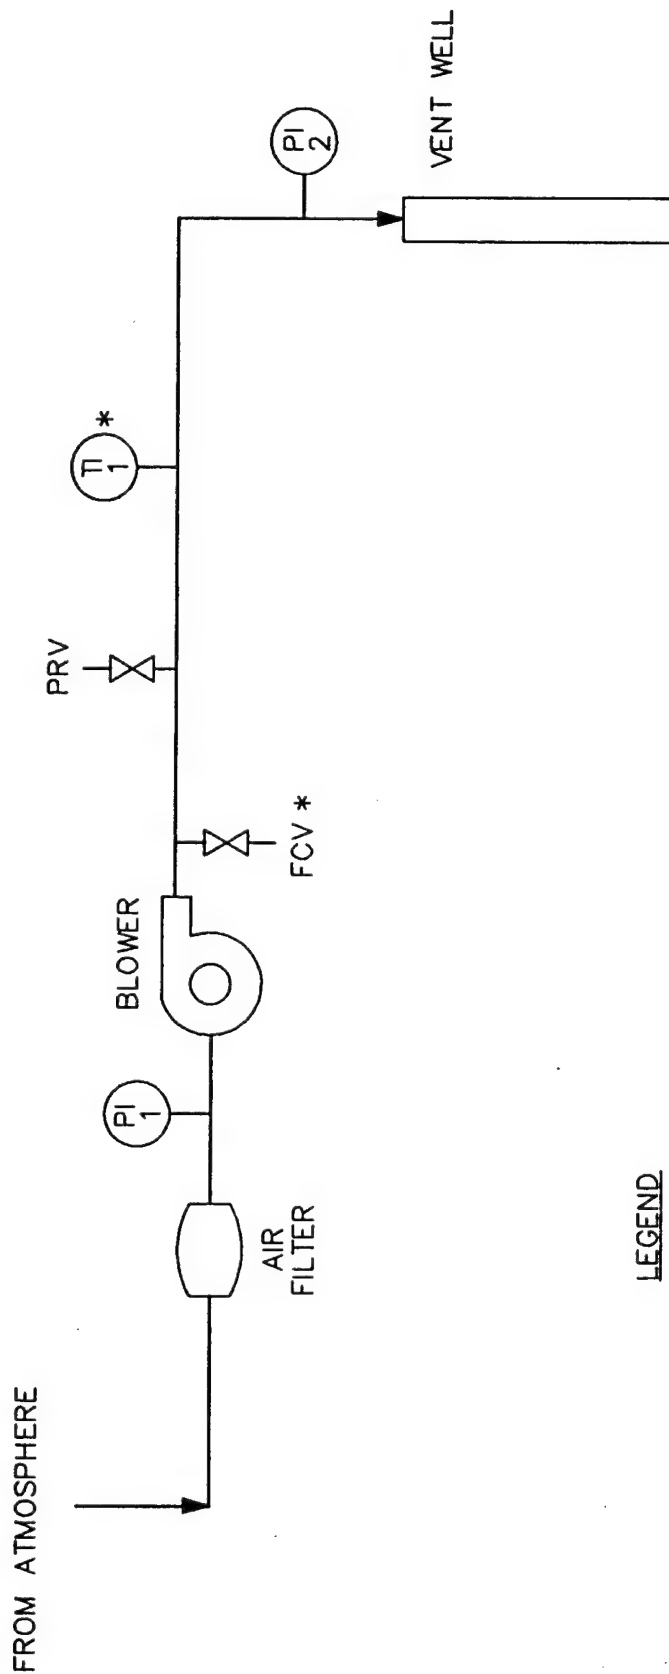 FROM ATMOSPHERE
AIR
FILTER
PI
1
BLOWER
FCV *
PRV
TI
1
*
PI
2
VENT WELL
LEGEND